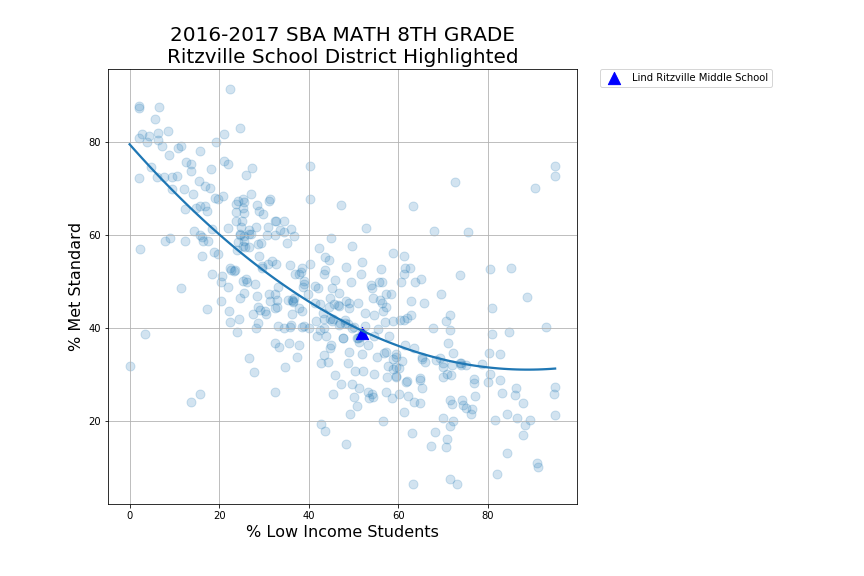 2016-2017 SBA MATH 8TH GRADE
Ritzville School District Highlighted
Lind Ritzville Middle School
% Met Standard
80
60
40
20
0 20 40 60 80
% Low Income Students